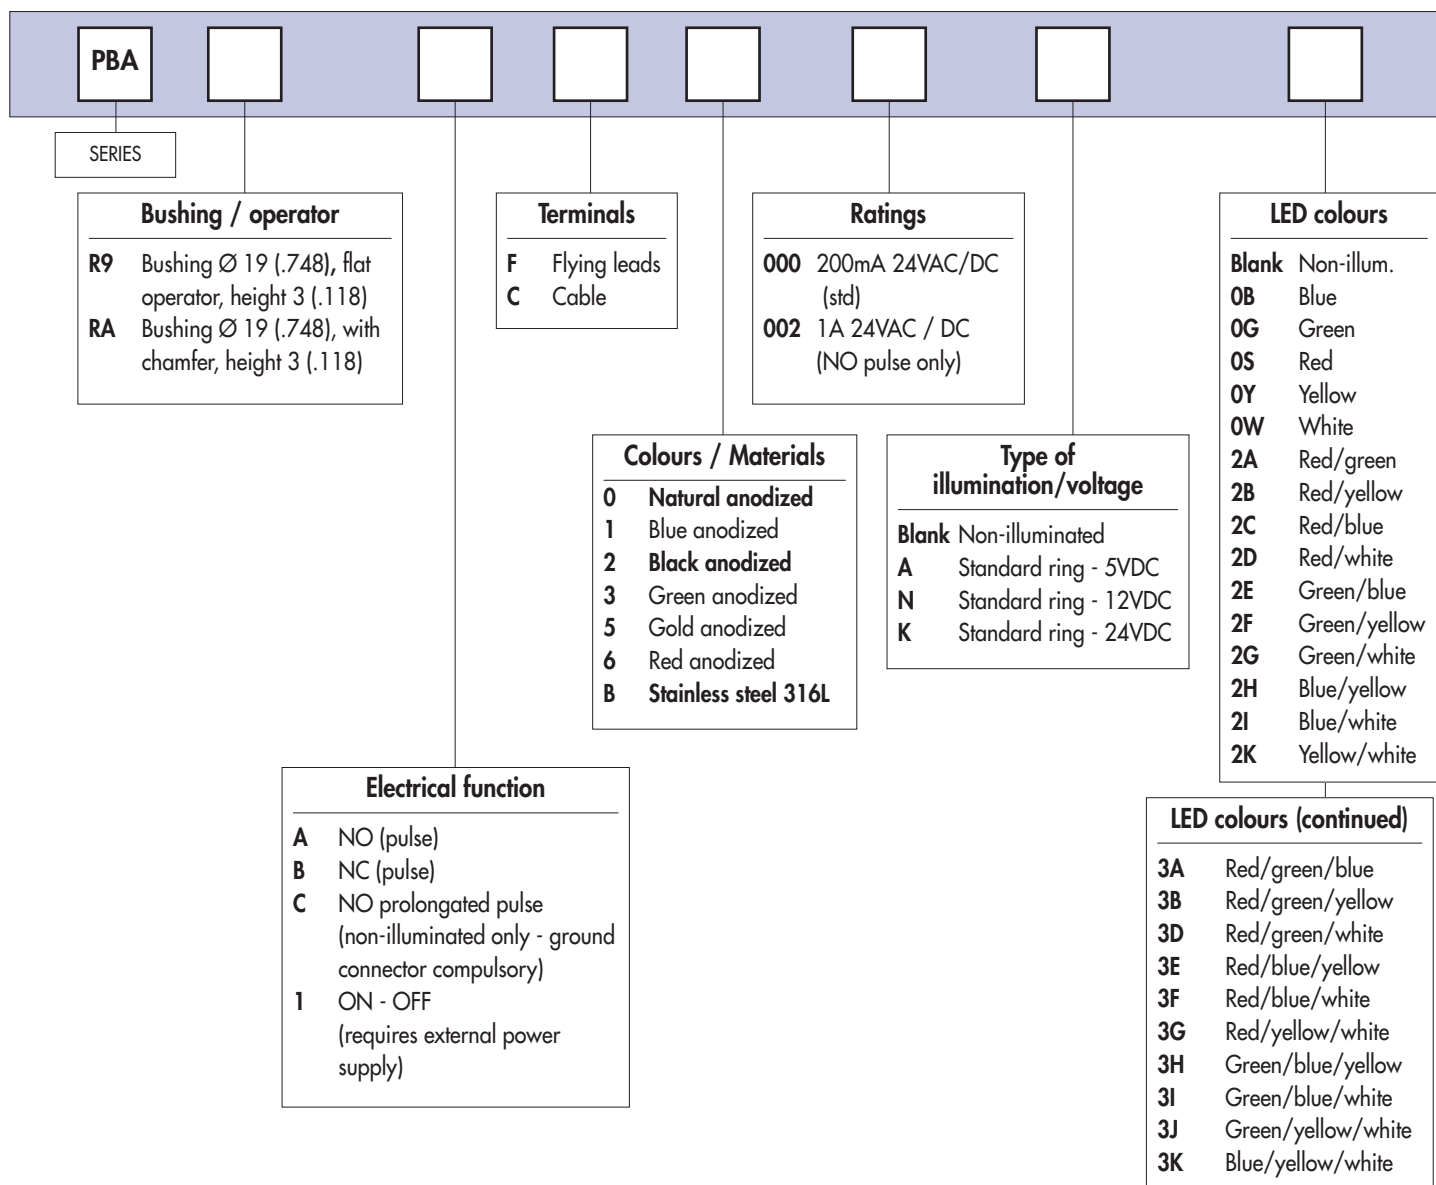 PBA
SERIES
Bushing / operator
R9 Bushing Ø 19 (.748), flat
operator, height 3 (.118)
RA Bushing Ø 19 (.748), with
chamfer, height 3 (.118)
Terminals
F Flying leads
C Cable
Ratings
000 200mA 24VAC/DC
(std)
002 1A 24VAC / DC
(NO pulse only)
LED colours
Blank Non-illum.
0B Blue
0G Green
0S Red
0Y Yellow
0W White
2A Red/green
2B Red/yellow
2C Red/blue
2D Red/white
2E Green/blue
2F Green/yellow
2G Green/white
2H Blue/yellow
2I Blue/white
2K Yellow/white
Colours / Materials
0 Natural anodized
1 Blue anodized
2 Black anodized
3 Green anodized
5 Gold anodized
6 Red anodized
B Stainless steel 316L
Type of
illumination/voltage
Blank Non-illuminated
A Standard ring - 5VDC
N Standard ring - 12VDC
K Standard ring - 24VDC
Electrical function
A NO (pulse)
B NC (pulse)
C NO prolongated pulse
(non-illuminated only - ground
connector compulsory)
1 ON - OFF
(requires external power
supply)
LED colours (continued)
3A Red/green/blue
3B Red/green/yellow
3D Red/green/white
3E Red/blue/yellow
3F Red/blue/white
3G Red/yellow/white
3H Green/blue/yellow
3I Green/blue/white
3J Green/yellow/white
3K Blue/yellow/white